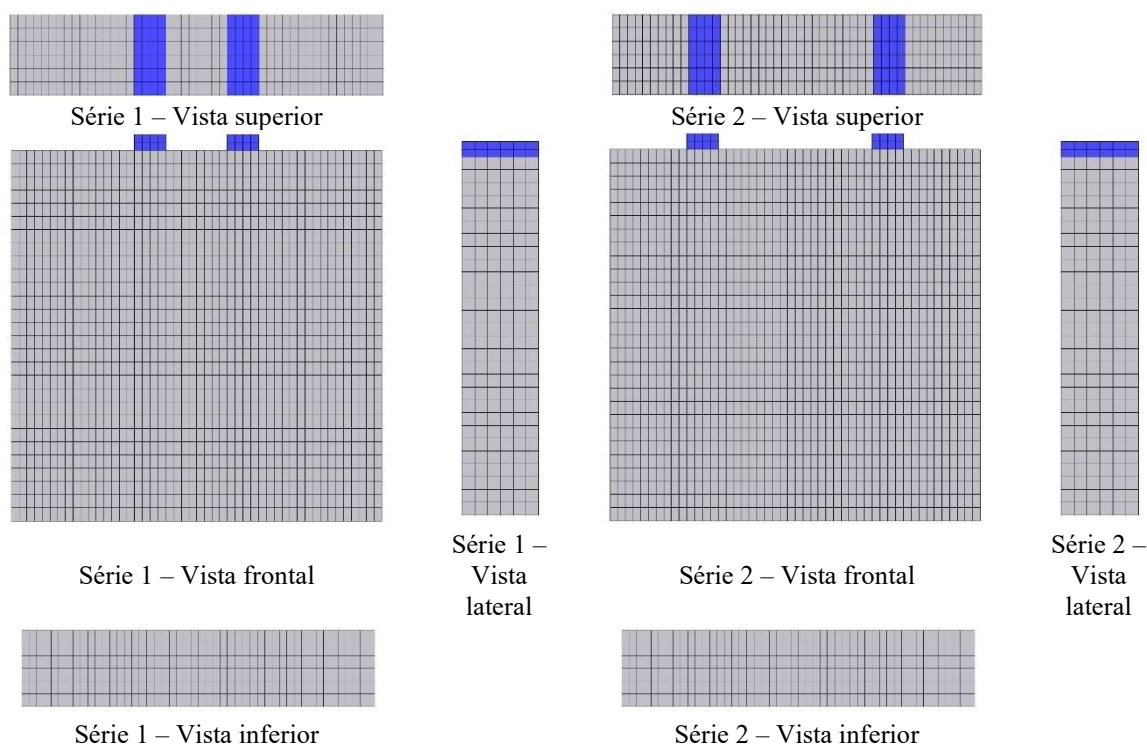 Série 1 – Vista superior
Série 2 – Vista superior
Série 1 – Vista frontal
Série 1 –
Vista
lateral
Série 2 – Vista frontal
Série 2 –
Vista
lateral
Série 1 – Vista inferior
Série 2 – Vista inferior